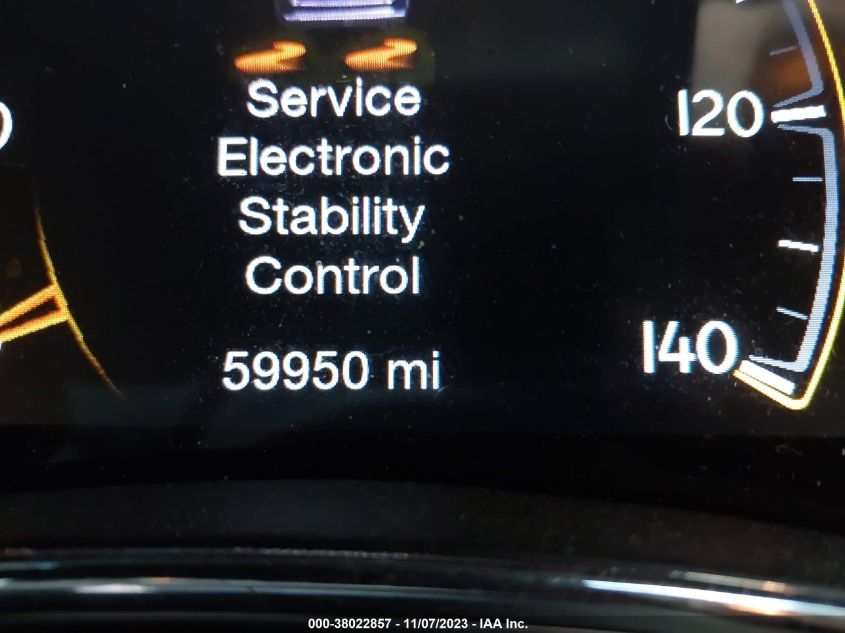 Service
Electronic
Stability
Control
59950 mi
120
140
000-38022857 - 11/07/2023 - IAA Inc.